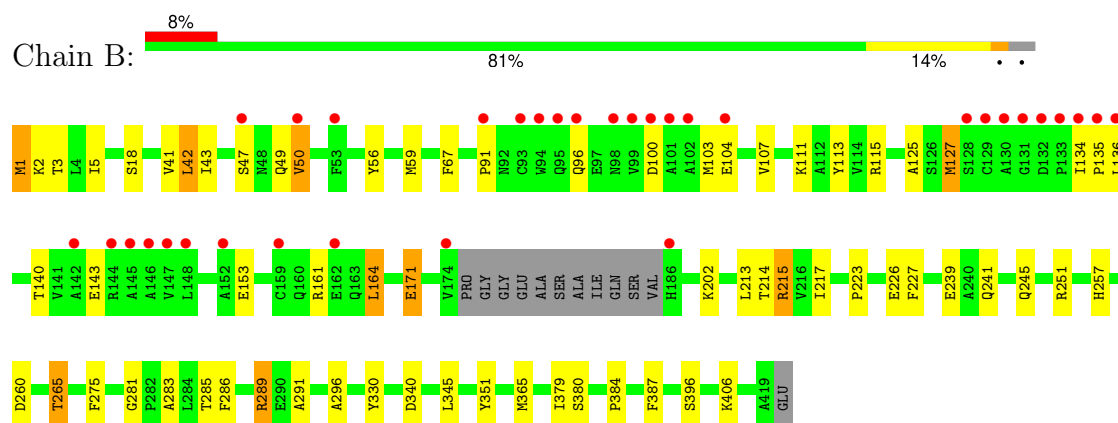 8%
Chain B:
81% 14% • •
M1 K2 T3 L4 I5 S18 V41 L42 I43 S47 N48 Q49 V50 F53 Y56 M59 F67 P91 N92 C93 W94 Q95 Q96 E97 N98 V99 D100 A101 A102 M103 E104 V107 K111 A112 Y113 V114 R115 A125 S126 M127 S128 C129 A130 G131 D132 P133 I134 P135 L136
T140 V141 A142 E143 R144 A145 A146 V147 L148 A152 E153 C159 Q160 R161 E162 Q163 L164 E171 V174 PRO GLY GLY GLU ALA SER ALA ILE GLN SER VAL H186 K202 L213 T214 R215 V216 I217 P223 E226 F227 E239 A240 Q241 Q245 R251 H257
D260 T265 F275 G281 P282 A283 L284 T285 F286 R289 E290 A291 A296 Y330 D340 L345 Y351 M365 I379 S380 P384 F387 S396 K406 A419 GLU